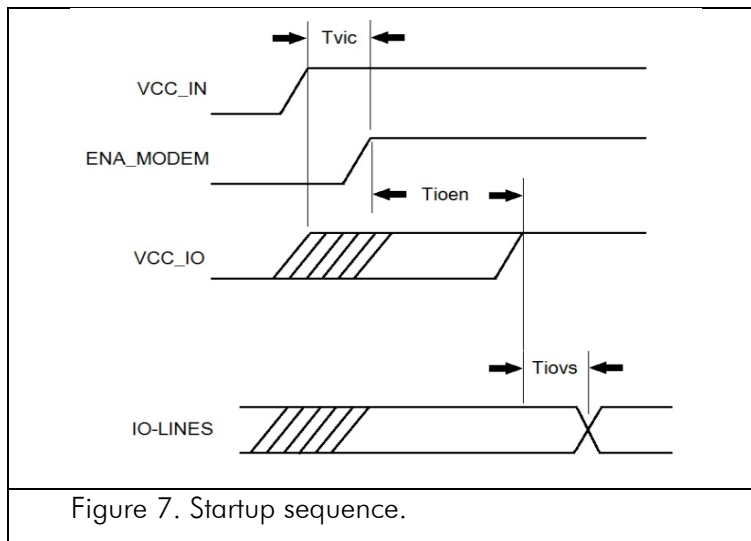 Tvic
VCC_IN
ENA_MODEM
Tioen
VCC_IO
Tiovs
IO-LINES
Figure 7. Startup sequence.